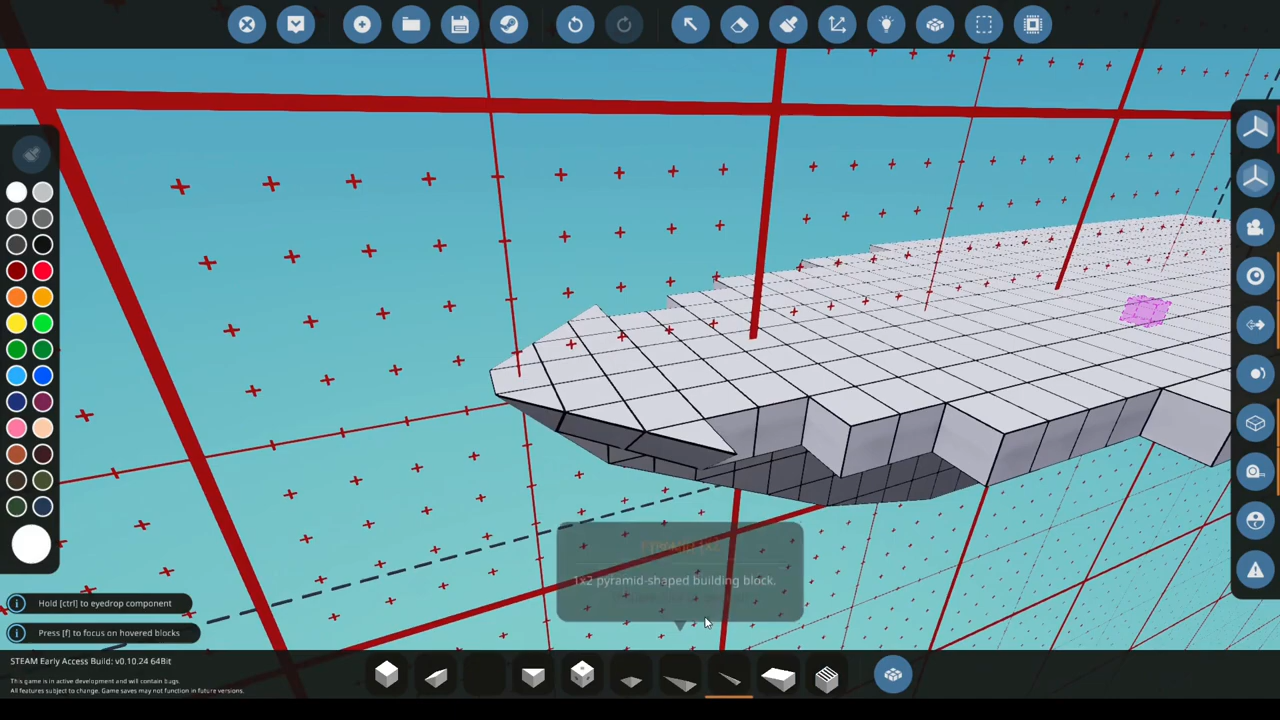 1x2 pyramid-shaped building block.
Hold [ctrl] to eyedrop component
Press [f] to focus on hovered blocks
STEAM Early Access Build: v0.10.24 64Bit
This game is in active development and will contain bugs.
All features subject to change. Game saves may not function in future versions.